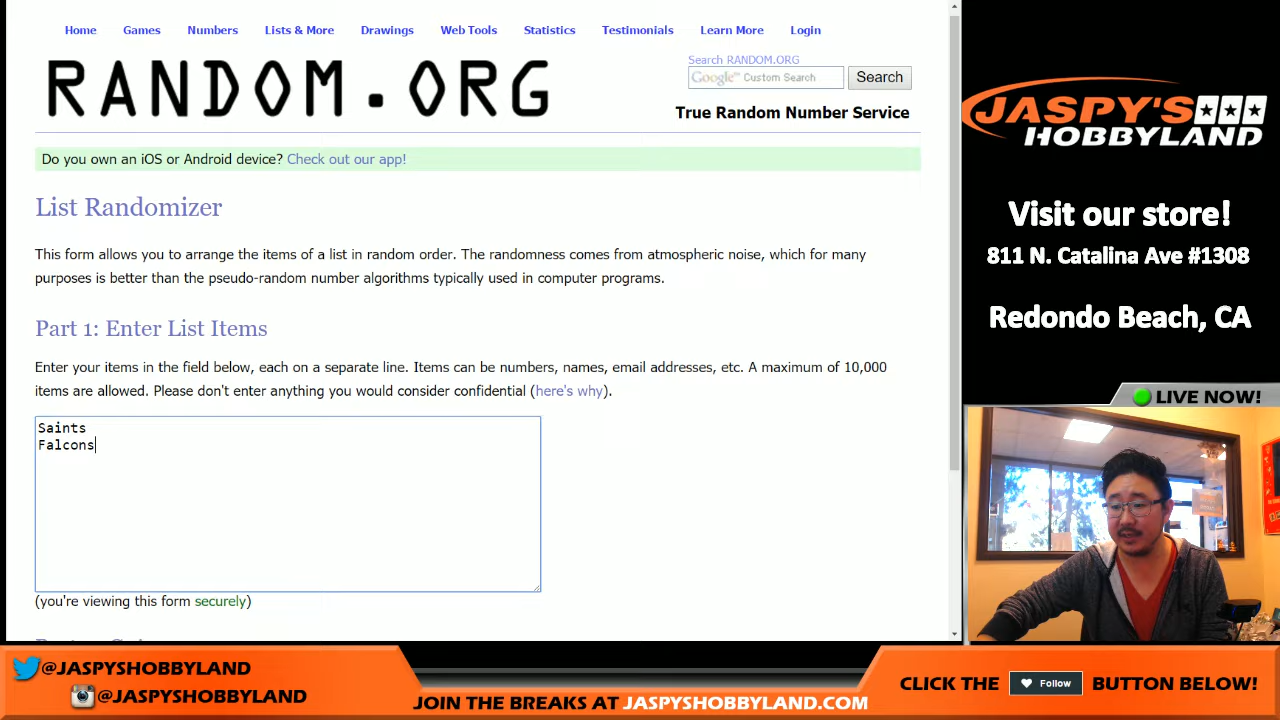 Home Games Numbers Lists & More Drawings Web Tools Statistics Testimonials Learn More Login
RANDOM.ORG
Search RANDOM.ORG
Google™ Custom Search
Search
True Random Number Service
Do you own an iOS or Android device? Check out our app!
List Randomizer
This form allows you to arrange the items of a list in random order. The randomness comes from atmospheric noise, which for many
purposes is better than the pseudo-random number algorithms typically used in computer programs.
Part 1: Enter List Items
Enter your items in the field below, each on a separate line. Items can be numbers, names, email addresses, etc. A maximum of 10,000
items are allowed. Please don't enter anything you would consider confidential (here's why).
Saints
Falcons
(you're viewing this form securely)
JASPY'S
HOBBYLAND
Visit our store!
811 N. Catalina Ave #1308
Redondo Beach, CA
LIVE NOW!
@JASPYSHOBBYLAND
@JASPYSHOBBYLAND
JOIN THE BREAKS AT JASPYSHOBBYLAND.COM
CLICK THE Follow BUTTON BELOW!